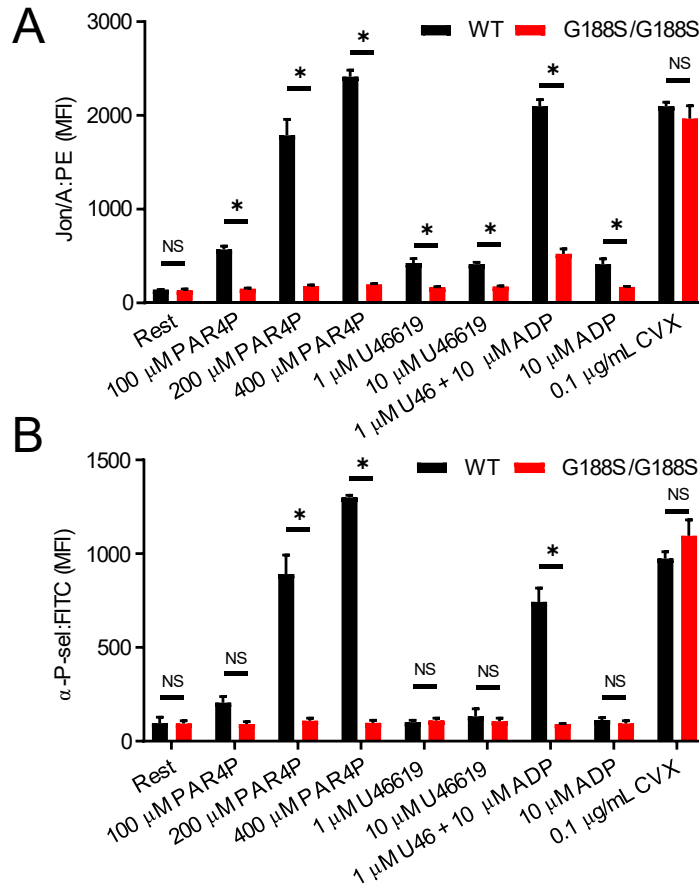 A
WT G188S/G188S
Jon/A:PE (MFI)
3000
2000
1000
0
NS
*
*
*
*
*
*
*
NS
Rest
100 μM PAR4P
200 μM PAR4P
400 μM PAR4P
1 μM U46619
10 μM U46619
1 μM U46 + 10 μM ADP
10 μM ADP
0.1 μg/mL CVX
B
WT G188S/G188S
α-P-sel:FITC (MFI)
1500
1000
500
0
NS
NS
*
*
NS
NS
*
NS
NS
Rest
100 μM PAR4P
200 μM PAR4P
400 μM PAR4P
1 μM U46619
10 μM U46619
1 μM U46 + 10 μM ADP
10 μM ADP
0.1 μg/mL CVX